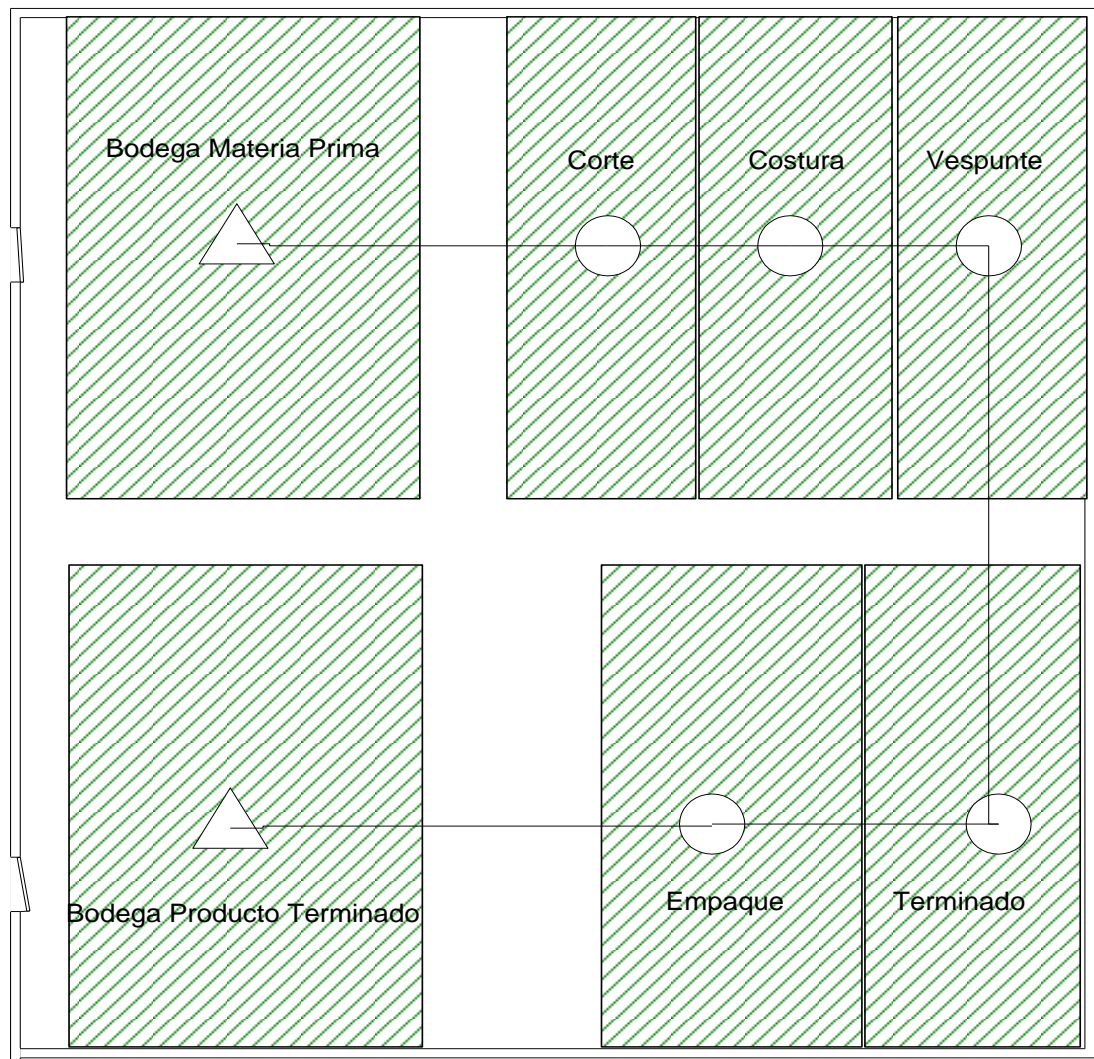 Bodega Materia Prima
Corte
Costura
Vespunte
Bodega Producto Terminado
Empaque
Terminado